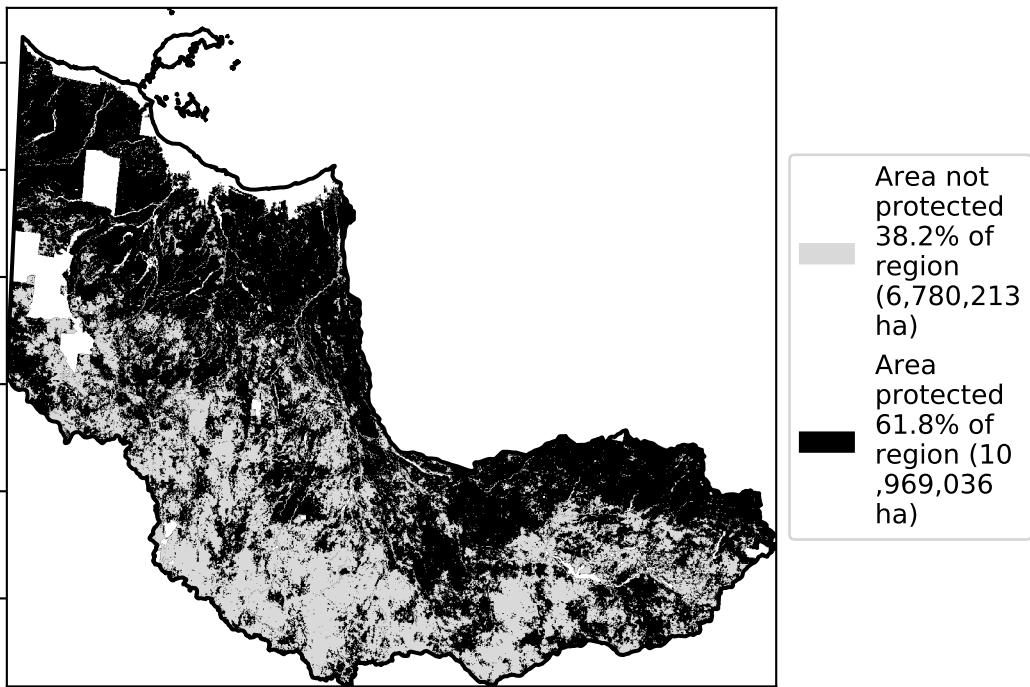 Area not
protected
38.2% of
region
(6,780,213
ha)
Area
protected
61.8% of
region (10
,969,036
ha)